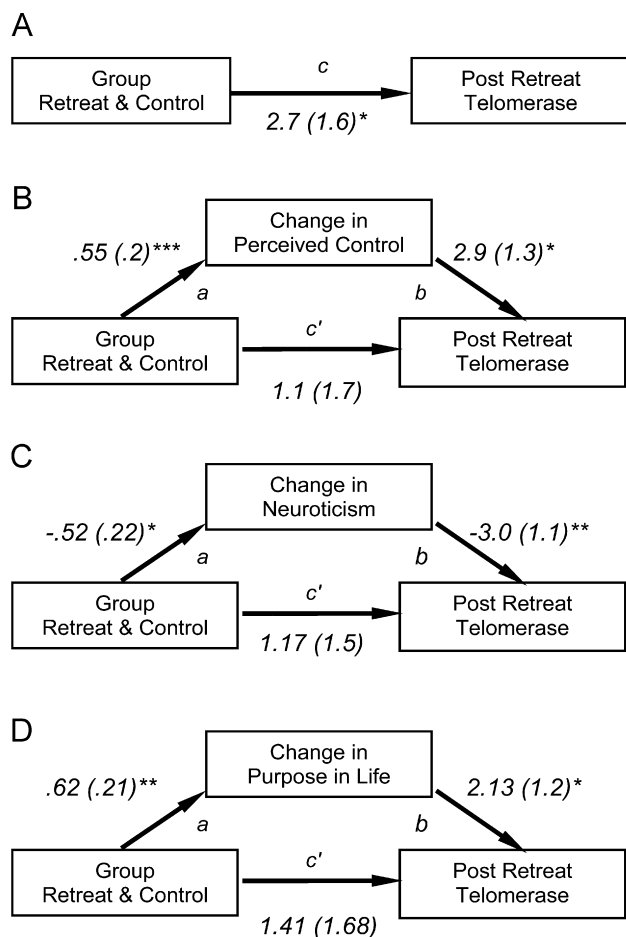 A
Group
Retreat & Control
c
2.7 (1.6)*
Post Retreat
Telomerase
B
.55 (.2)***
Change in
Perceived Control
2.9 (1.3)*
a
b
Group
Retreat & Control
c'
1.1 (1.7)
Post Retreat
Telomerase
C
-.52 (.22)*
Change in
Neuroticism
-3.0 (1.1)**
a
b
Group
Retreat & Control
c'
1.17 (1.5)
Post Retreat
Telomerase
D
.62 (.21)**
Change in
Purpose in Life
2.13 (1.2)*
a
b
Group
Retreat & Control
c'
1.41 (1.68)
Post Retreat
Telomerase